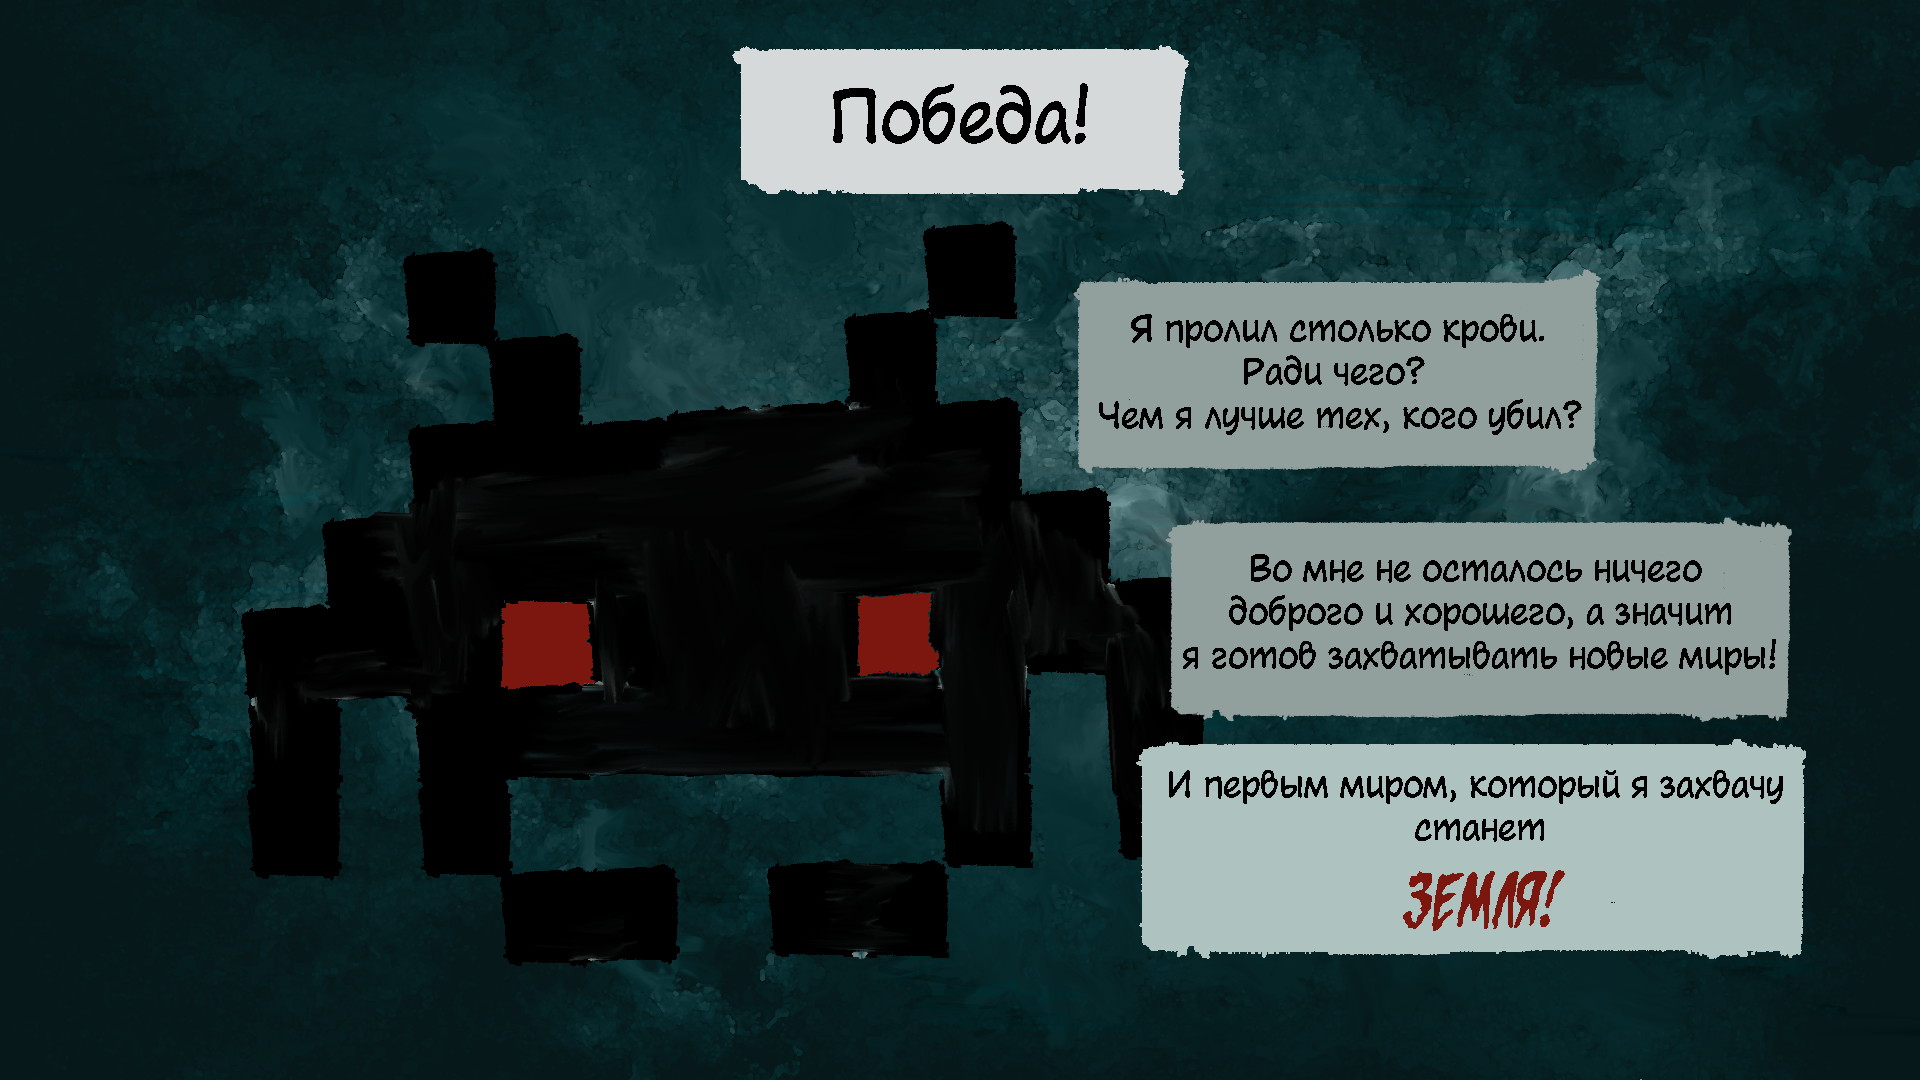 Победа!
Я пролил столько крови.
Ради чего?
Чем я лучше тех, кого убил?
Во мне не осталось ничего
доброго и хорошего, а значит
я готов захватывать новые миры!
И первым миром, который я захвачу
станет
ЗЕМЛЯ!